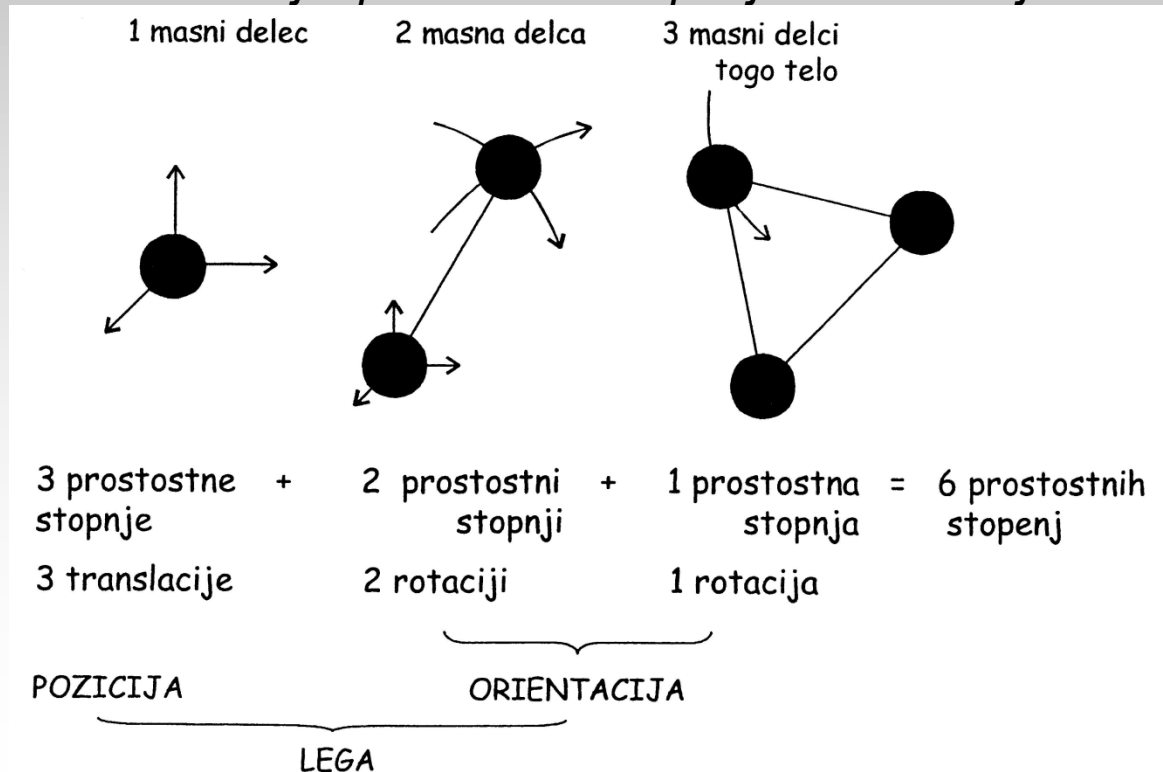 1 masni delec 2 masna delca 3 masni delci
togo telo
3 prostostne + 2 prostostni + 1 prostostna = 6 prostostnih
stopnje stopnji stopnja stopenj
3 translacije 2 rotaciji 1 rotacija
POZICIJA ORIENTACIJA
LEGA